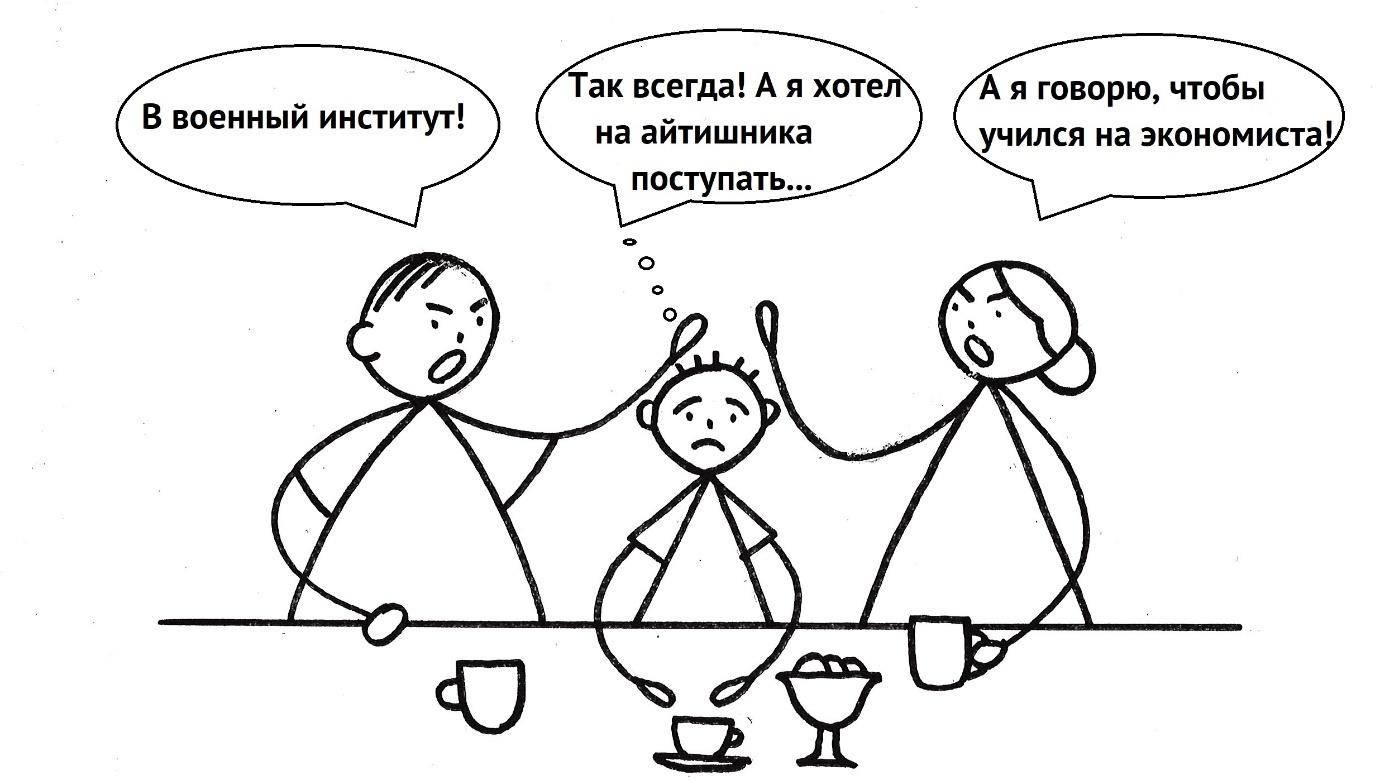 В военный институт!
Так всегда! А я хотел
на айтишника
поступать...
А я говорю, чтобы
учился на экономиста!